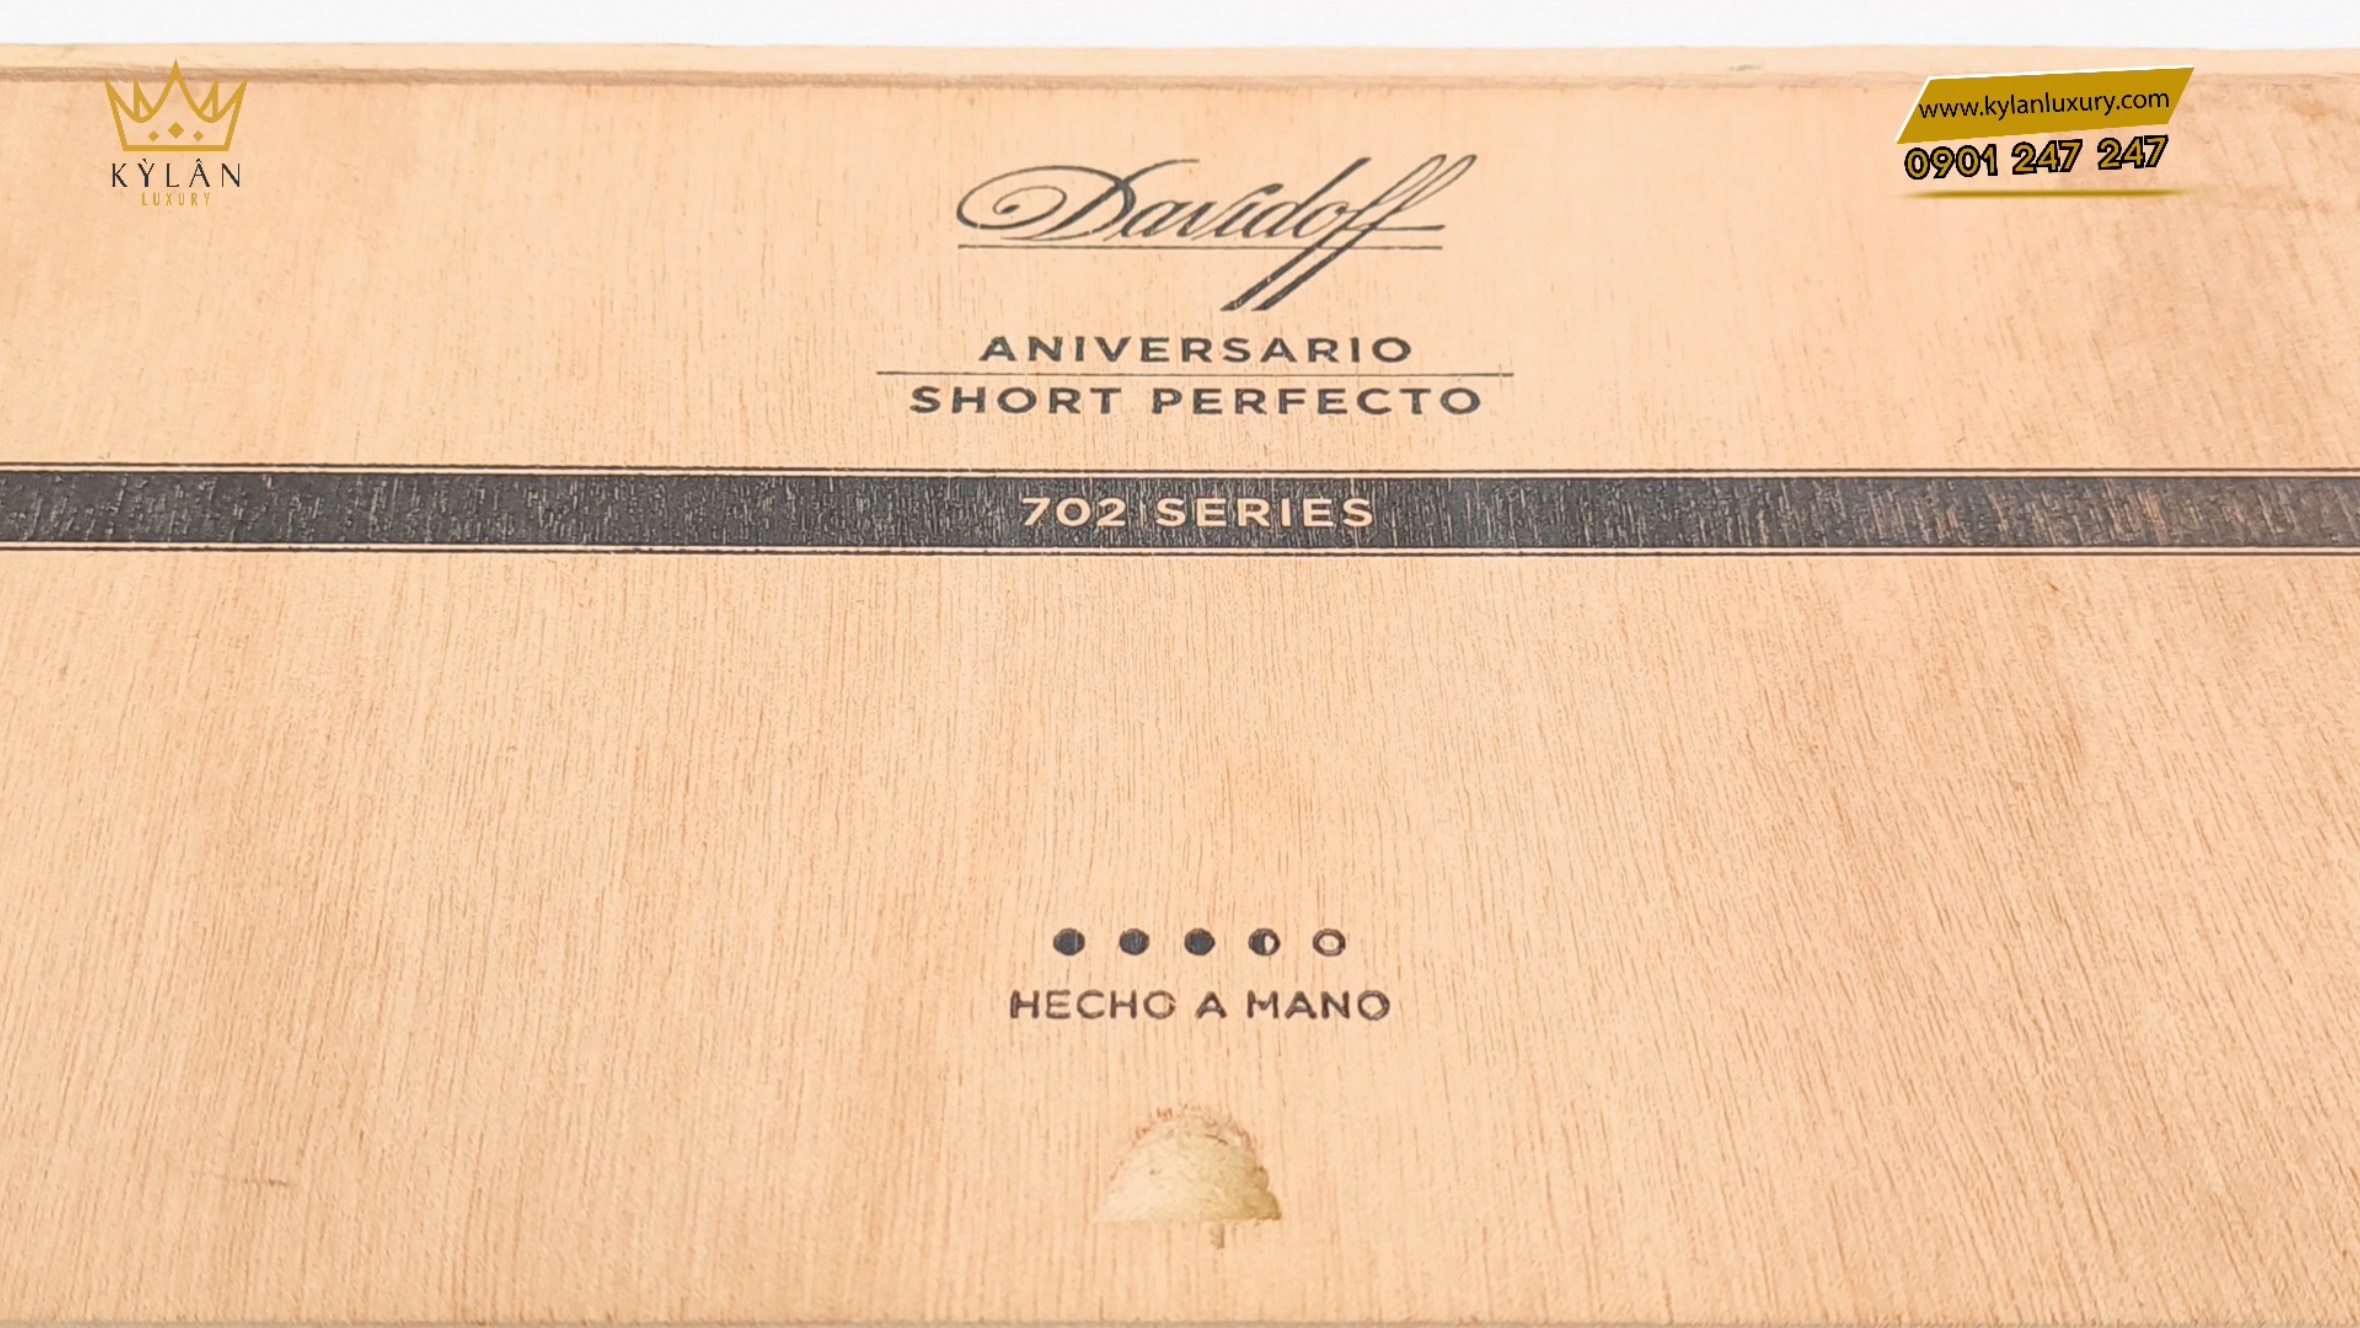 KỲLÂN
LUXURY
www.kylanluxury.com
0901 247 247
Davidoff
ANIVERSARIO
SHORT PERFECTO
702 SERIES
HECHO A MANO